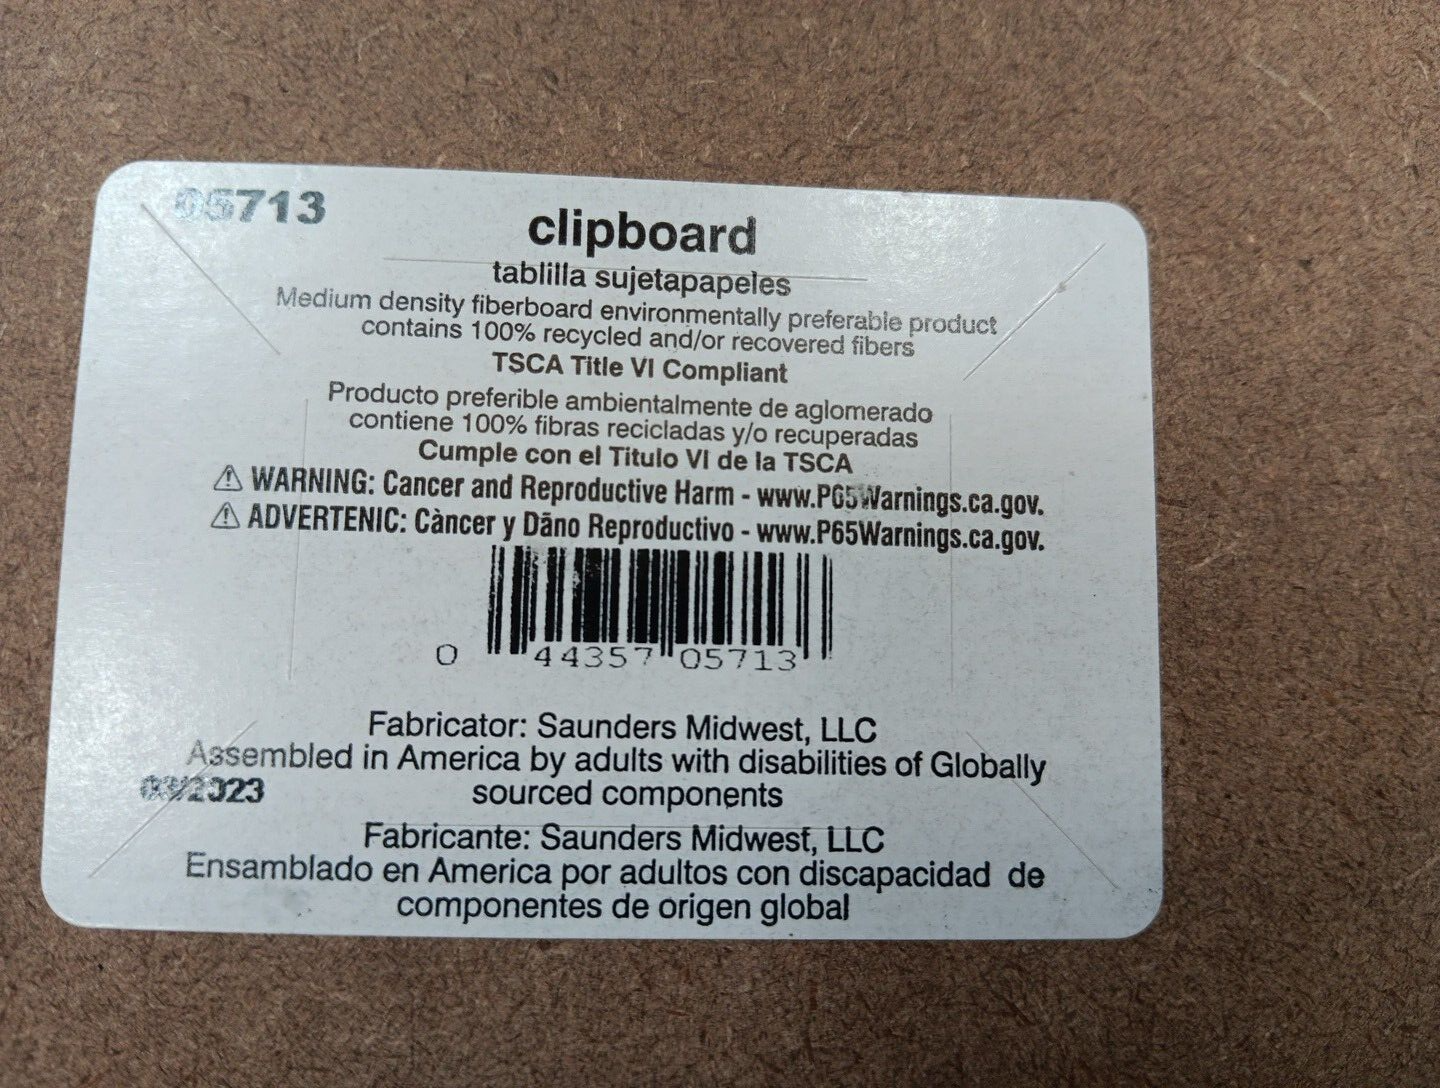 05713
clipboard
tablilla sujetapapeles
Medium density fiberboard environmentally preferable product
contains 100% recycled and/or recovered fibers
TSCA Title VI Compliant
Producto preferible ambientalmente de aglomerado
contiene 100% fibras recicladas y/o recuperadas
Cumple con el Titulo VI de la TSCA
⚠ WARNING: Cancer and Reproductive Harm - www.P65Warnings.ca.gov.
⚠ ADVERTENIC: Càncer y Dãno Reproductivo - www.P65Warnings.ca.gov.
0 44357 05713
Fabricator: Saunders Midwest, LLC
Assembled in America by adults with disabilities of Globally
sourced components
03/2023
Fabricante: Saunders Midwest, LLC
Ensamblado en America por adultos con discapacidad de
componentes de origen global